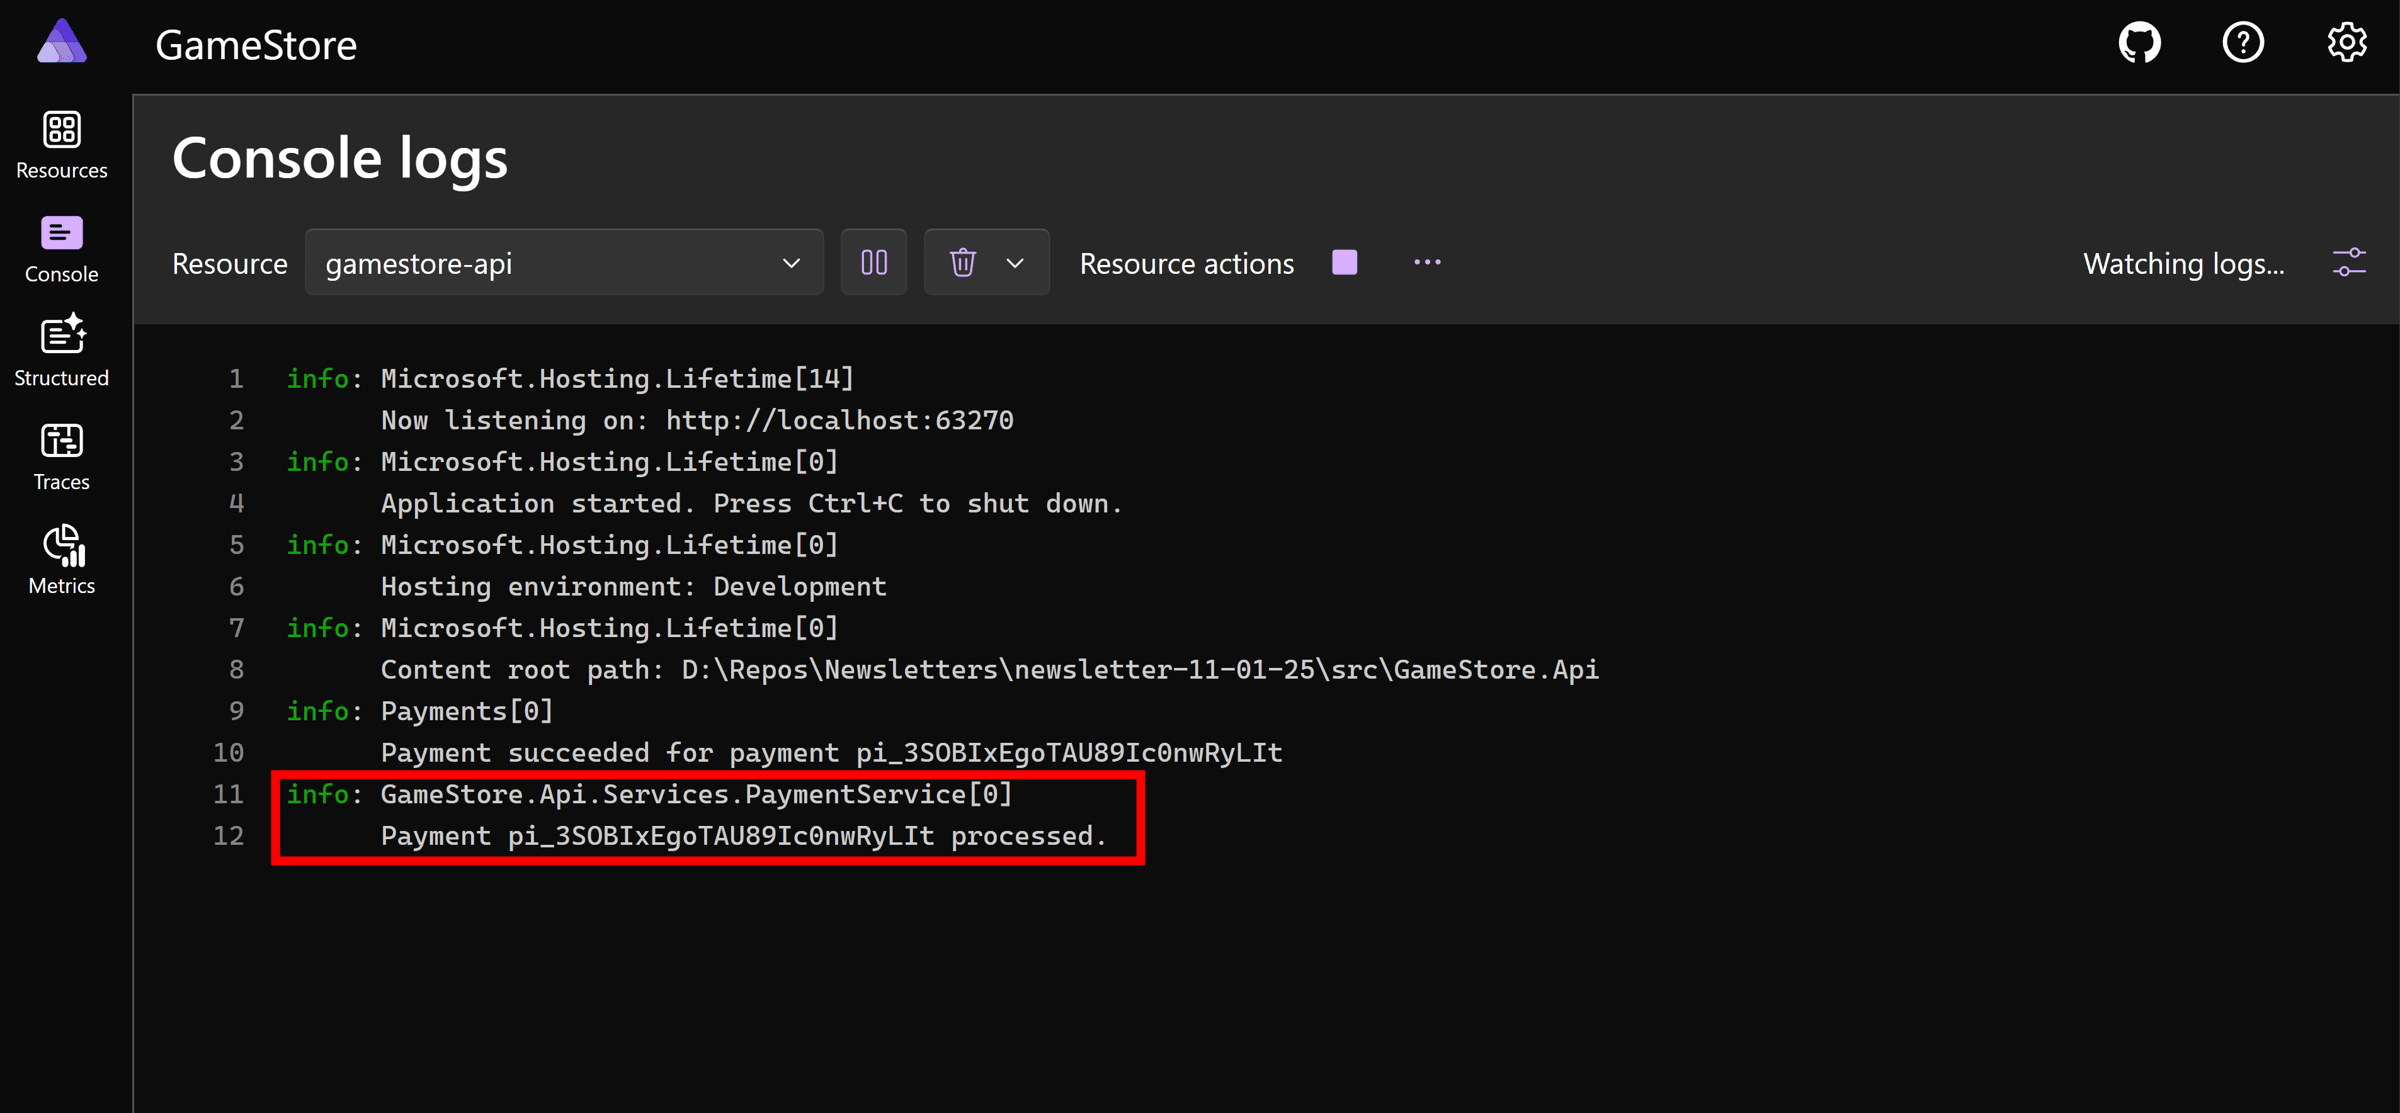 GameStore
Resources
Console
Structured
Traces
Metrics
Console logs
Resource gamestore-api Resource actions Watching logs...
1 info: Microsoft.Hosting.Lifetime[14]
2 Now listening on: http://localhost:63270
3 info: Microsoft.Hosting.Lifetime[0]
4 Application started. Press Ctrl+C to shut down.
5 info: Microsoft.Hosting.Lifetime[0]
6 Hosting environment: Development
7 info: Microsoft.Hosting.Lifetime[0]
8 Content root path: D:\Repos\Newsletters\newsletter-11-01-25\src\GameStore.Api
9 info: Payments[0]
10 Payment succeeded for payment pi_3SOBIxEgoTAU89Ic0nwRyLIt
11 info: GameStore.Api.Services.PaymentService[0]
12 Payment pi_3SOBIxEgoTAU89Ic0nwRyLIt processed.